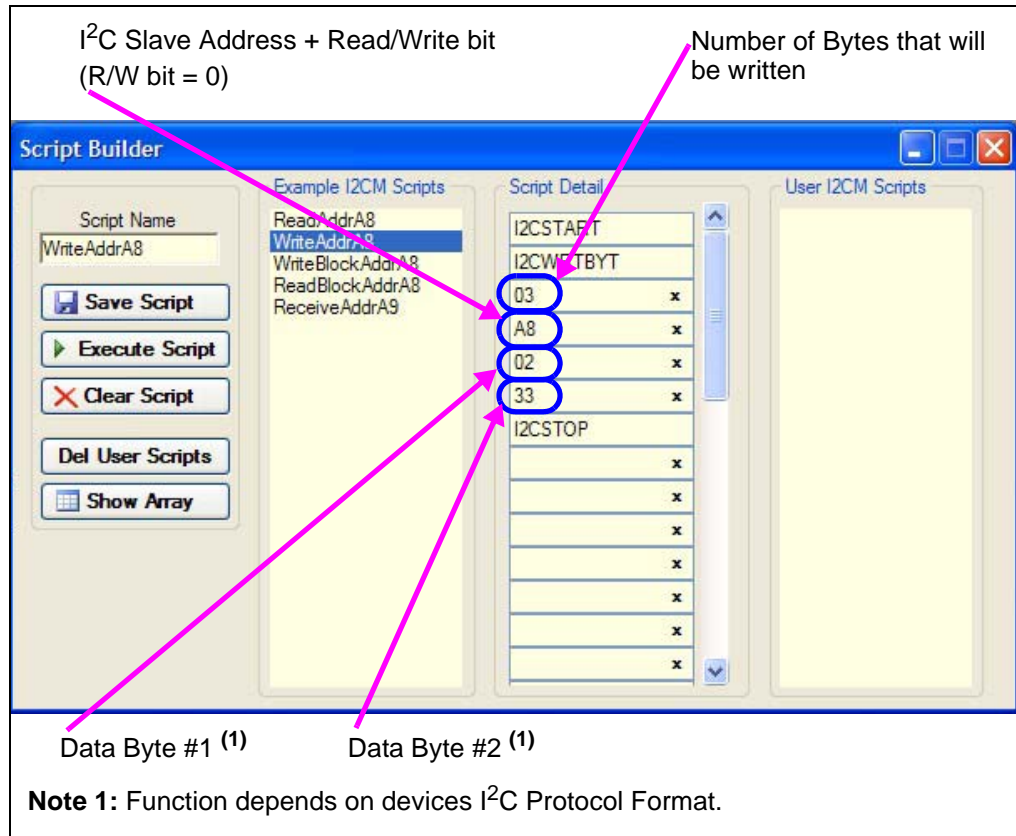 I2C Slave Address + Read/Write bit
(R/W bit = 0)
Number of Bytes that will
be written
Script Builder
Script Name
WriteAddrA8
Save Script
Execute Script
Clear Script
Del User Scripts
Show Array
Example I2CM Scripts
ReadAddrA8
WriteAddrA8
WriteBlockAddrA8
ReadBlockAddrA8
ReceiveAddrA9
Script Detail
I2CSTART
I2CWRTBYT
03 x
A8 x
02 x
33 x
I2CSTOP
x
x
x
x
x
x
x
User I2CM Scripts
Data Byte #1 (1)
Data Byte #2 (1)
Note 1: Function depends on devices I2C Protocol Format.